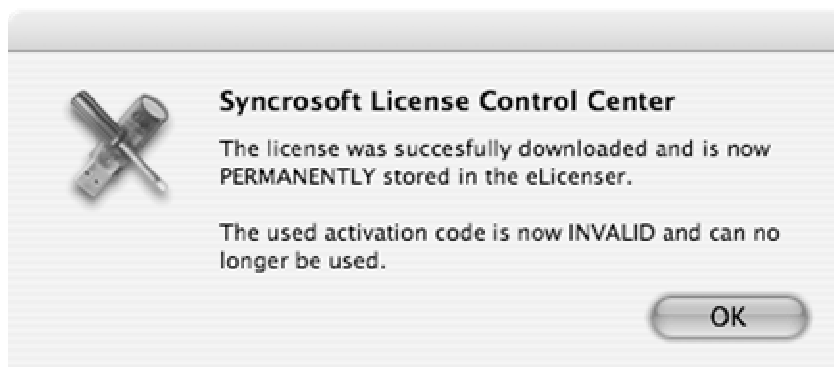 Syncrosoft License Control Center
The license was succesfully downloaded and is now
PERMANENTLY stored in the eLicenser.
The used activation code is now INVALID and can no
longer be used.
OK